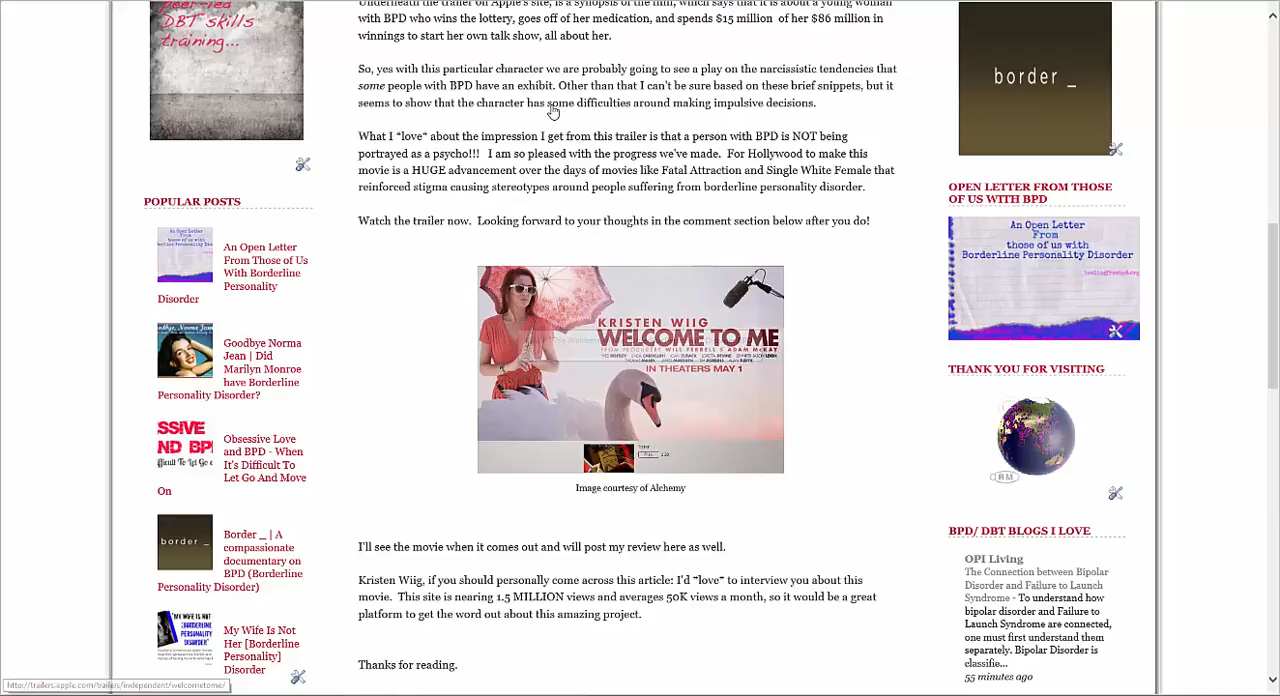 peer-led
DBT skills
training...
POPULAR POSTS
An Open Letter
From Those of Us
With Borderline
Personality
Disorder
Goodbye Norma
Jean | Did
Marilyn Monroe
have Borderline
Personality Disorder?
Obsessive Love
and BPD - When
It's Difficult To
Let Go And Move
On
border _
Border _ | A
compassionate
documentary on
BPD (Borderline
Personality Disorder)
My Wife Is Not
Her [Borderline
Personality]
Disorder
http://trailers.apple.com/trailers/independent/welcometome/
Underneath the trailer on Apple's site, is a synopsis of the film, which says that it is about a young woman
with BPD who wins the lottery, goes off of her medication, and spends $15 million of her $86 million in
winnings to start her own talk show, all about her.
So, yes with this particular character we are probably going to see a play on the narcissistic tendencies that
some people with BPD have an exhibit. Other than that I can't be sure based on these brief snippets, but it
seems to show that the character has some difficulties around making impulsive decisions.
What I *love* about the impression I get from this trailer is that a person with BPD is NOT being
portrayed as a psycho!!! I am so pleased with the progress we've made. For Hollywood to make this
movie is a HUGE advancement over the days of movies like Fatal Attraction and Single White Female that
reinforced stigma causing stereotypes around people suffering from borderline personality disorder.
Watch the trailer now. Looking forward to your thoughts in the comment section below after you do!
KRISTEN WIIG
WELCOME TO ME
FROM PRODUCERS WILL FERRELL & ADAM McKAY
IN THEATERS MAY 1
Image courtesy of Alchemy
I'll see the movie when it comes out and will post my review here as well.
Kristen Wiig, if you should personally come across this article: I'd *love* to interview you about this
movie. This site is nearing 1.5 MILLION views and averages 50K views a month, so it would be a great
platform to get the word out about this amazing project.
Thanks for reading.
border _
OPEN LETTER FROM THOSE
OF US WITH BPD
An Open Letter
From
those of us with
Borderline Personality Disorder
healingfrombpd.org
THANK YOU FOR VISITING
RM
BPD/ DBT BLOGS I LOVE
OPI Living
The Connection between Bipolar
Disorder and Failure to Launch
Syndrome - To understand how
bipolar disorder and Failure to
Launch Syndrome are connected,
one must first understand them
separately. Bipolar Disorder is
classifie...
55 minutes ago